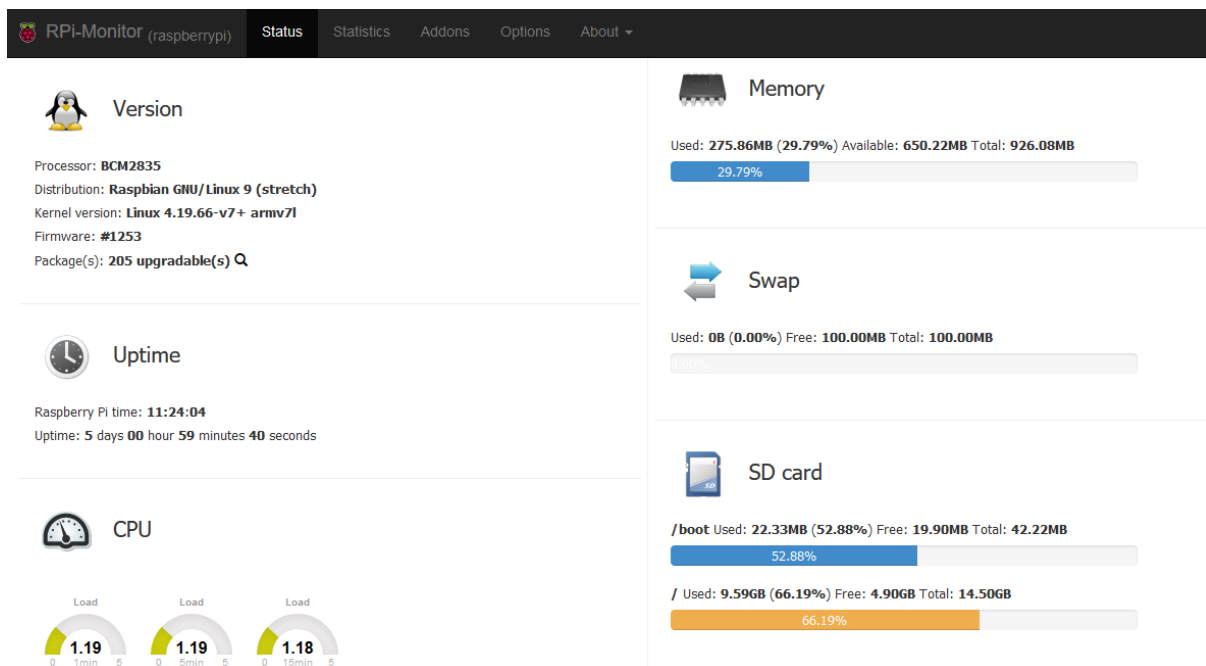 RPi-Monitor (raspberrypi) Status Statistics Addons Options About
Version
Processor: BCM2835
Distribution: Raspbian GNU/Linux 9 (stretch)
Kernel version: Linux 4.19.66-v7+ armv7l
Firmware: #1253
Package(s): 205 upgradable(s)
Uptime
Raspberry Pi time: 11:24:04
Uptime: 5 days 00 hour 59 minutes 40 seconds
CPU
Load Load Load
1.19 1.19 1.18
0 1min 5 0 5min 5 0 15min 5
Memory
Used: 275.86MB (29.79%) Available: 650.22MB Total: 926.08MB
29.79%
Swap
Used: 0B (0.00%) Free: 100.00MB Total: 100.00MB
0.00%
SD card
SD
/boot Used: 22.33MB (52.88%) Free: 19.90MB Total: 42.22MB
52.88%
/ Used: 9.59GB (66.19%) Free: 4.90GB Total: 14.50GB
66.19%